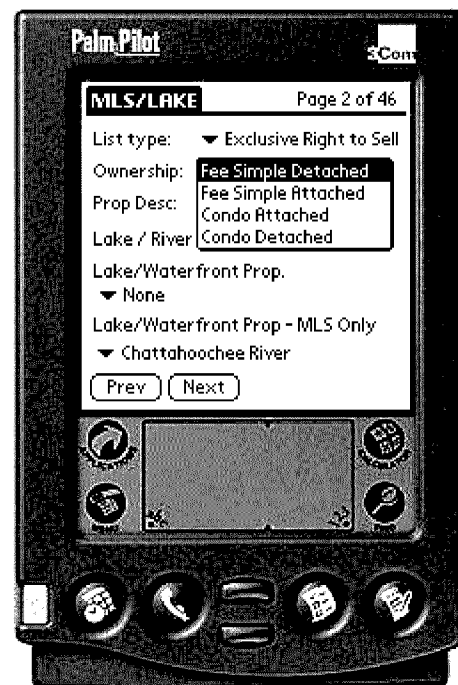 Palm Pilot
3Com
MLS/LAKE Page 2 of 46
List type: Exclusive Right to Sell
Ownership: Fee Simple Detached
Fee Simple Attached
Prop Desc: Condo Attached
Lake / River Condo Detached
Lake/Waterfront Prop.
None
Lake/Waterfront Prop - MLS Only
Chattahoochee River
Prev Next